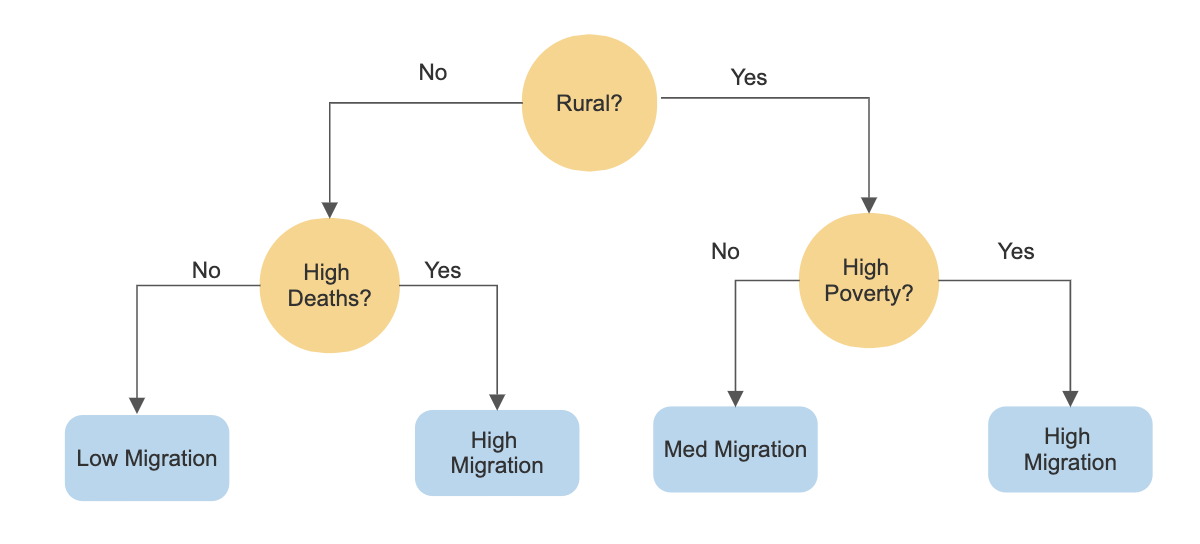 No
Rural?
Yes
No
High
Deaths?
Yes
No
High
Poverty?
Yes
Low Migration
High
Migration
Med Migration
High
Migration